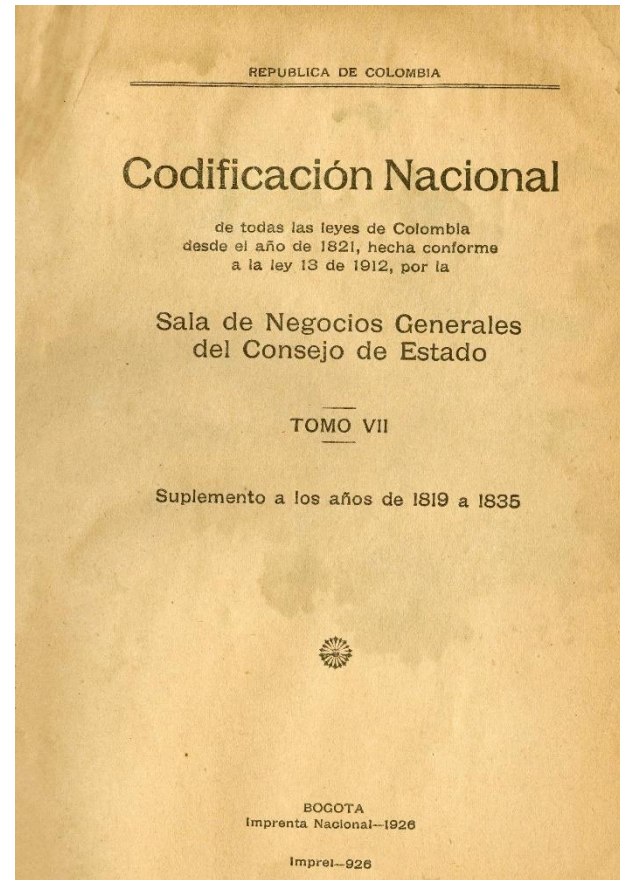 REPUBLICA DE COLOMBIA
Codificación Nacional
de todas las leyes de Colombia
desde el año de 1821, hecha conforme
a la ley 13 de 1912, por la
Sala de Negocios Generales
del Consejo de Estado
TOMO VII
Suplemento a los años de 1819 a 1835
BOGOTA
Imprenta Nacional—1926
Imprel—926